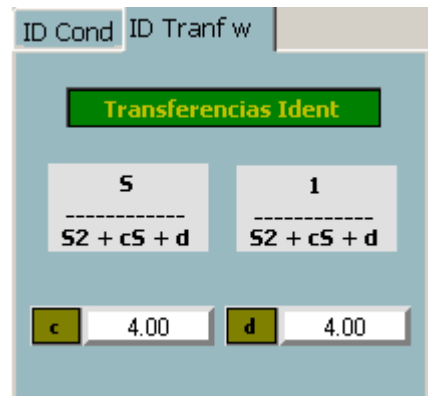 ID Cond ID Tranf w
Transferencias Ident
S 1
------------ ------------
S2 + cS + d S2 + cS + d
c 4.00 d 4.00